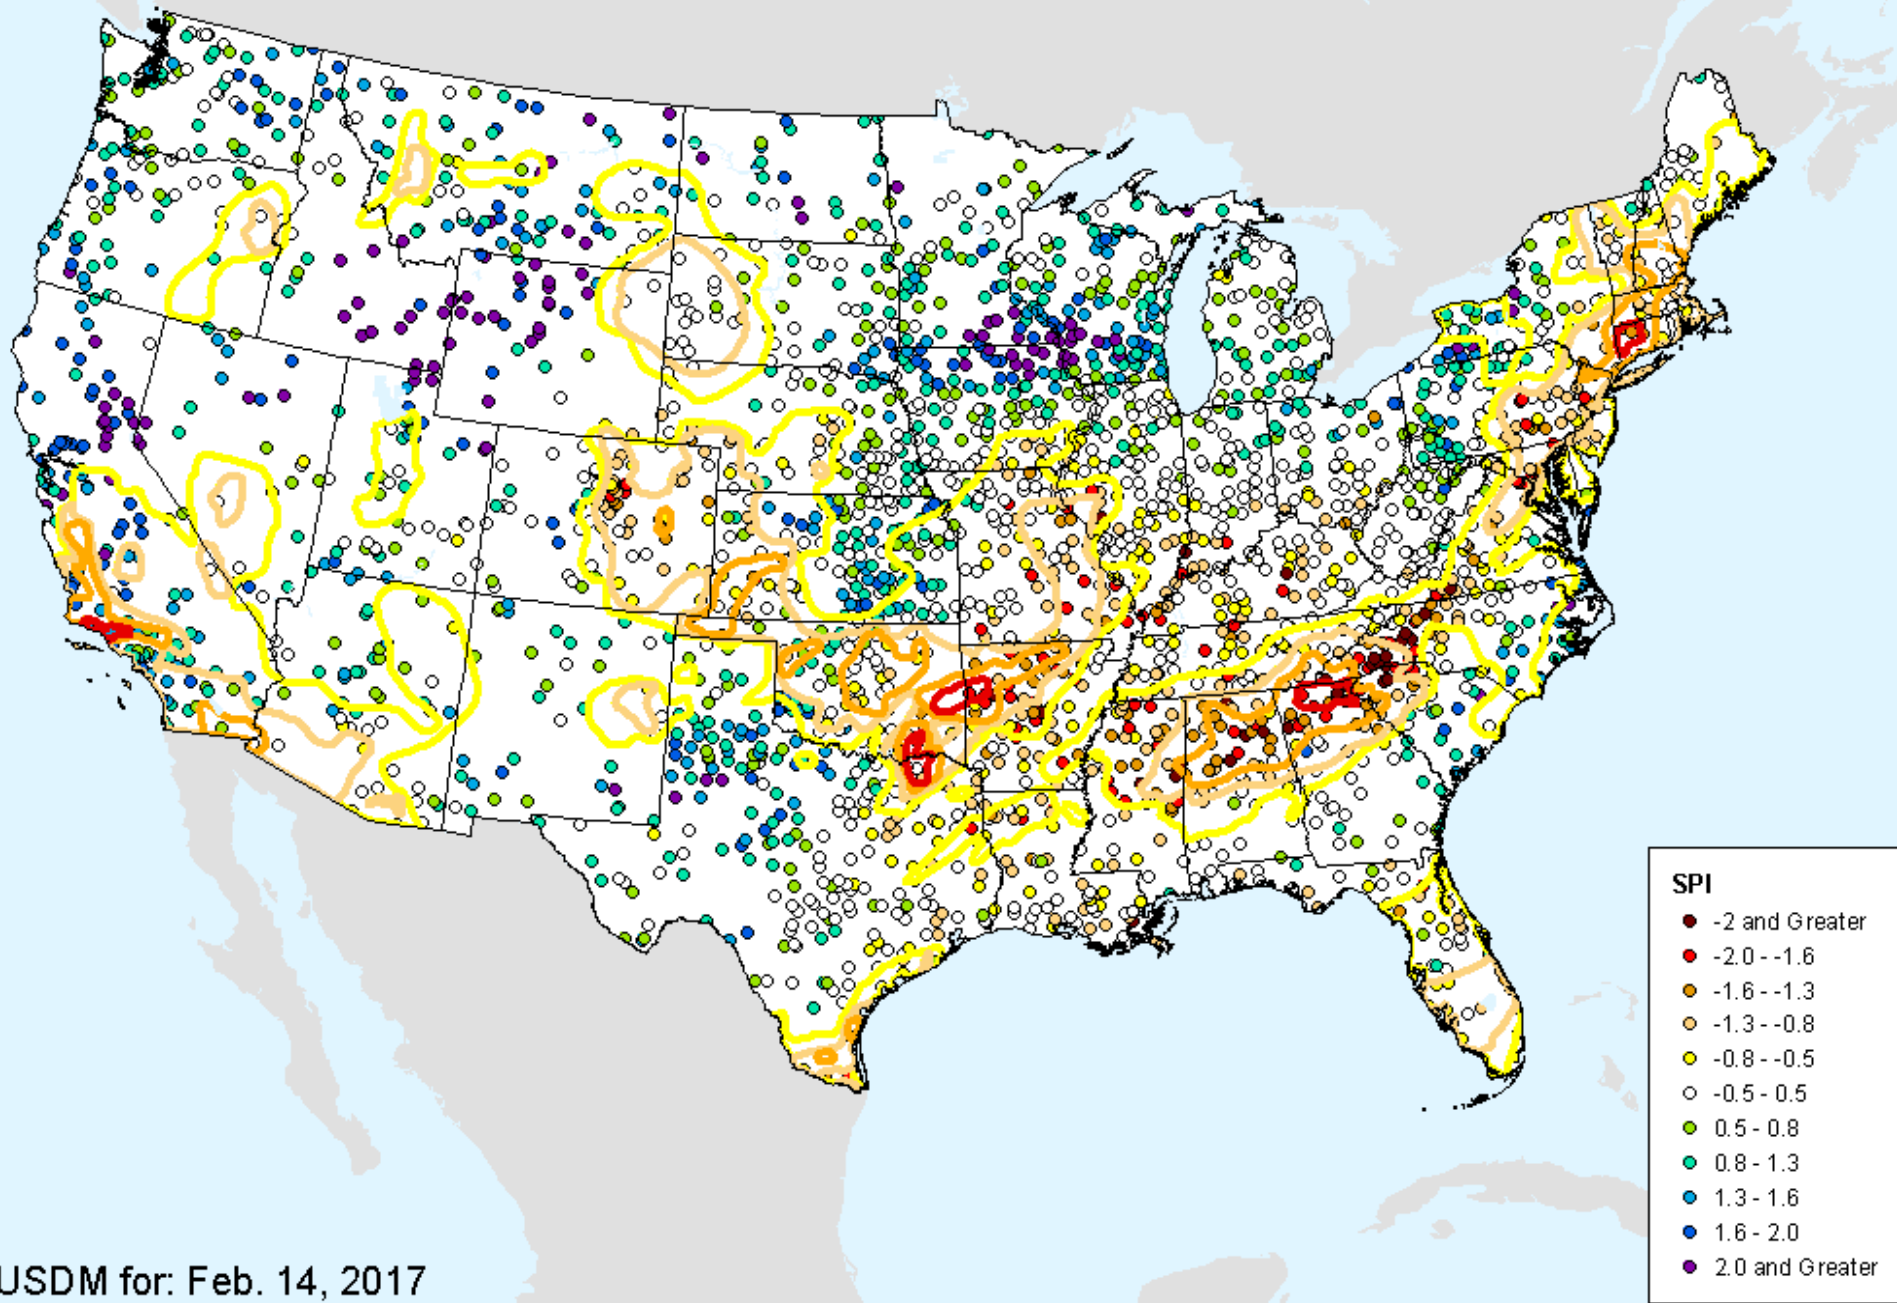 SPI
-2 and Greater
-2.0 - -1.6
-1.6 - -1.3
-1.3 - -0.8
-0.8 - -0.5
-0.5 - 0.5
0.5 - 0.8
0.8 - 1.3
1.3 - 1.6
1.6 - 2.0
2.0 and Greater
USDM for: Feb. 14, 2017